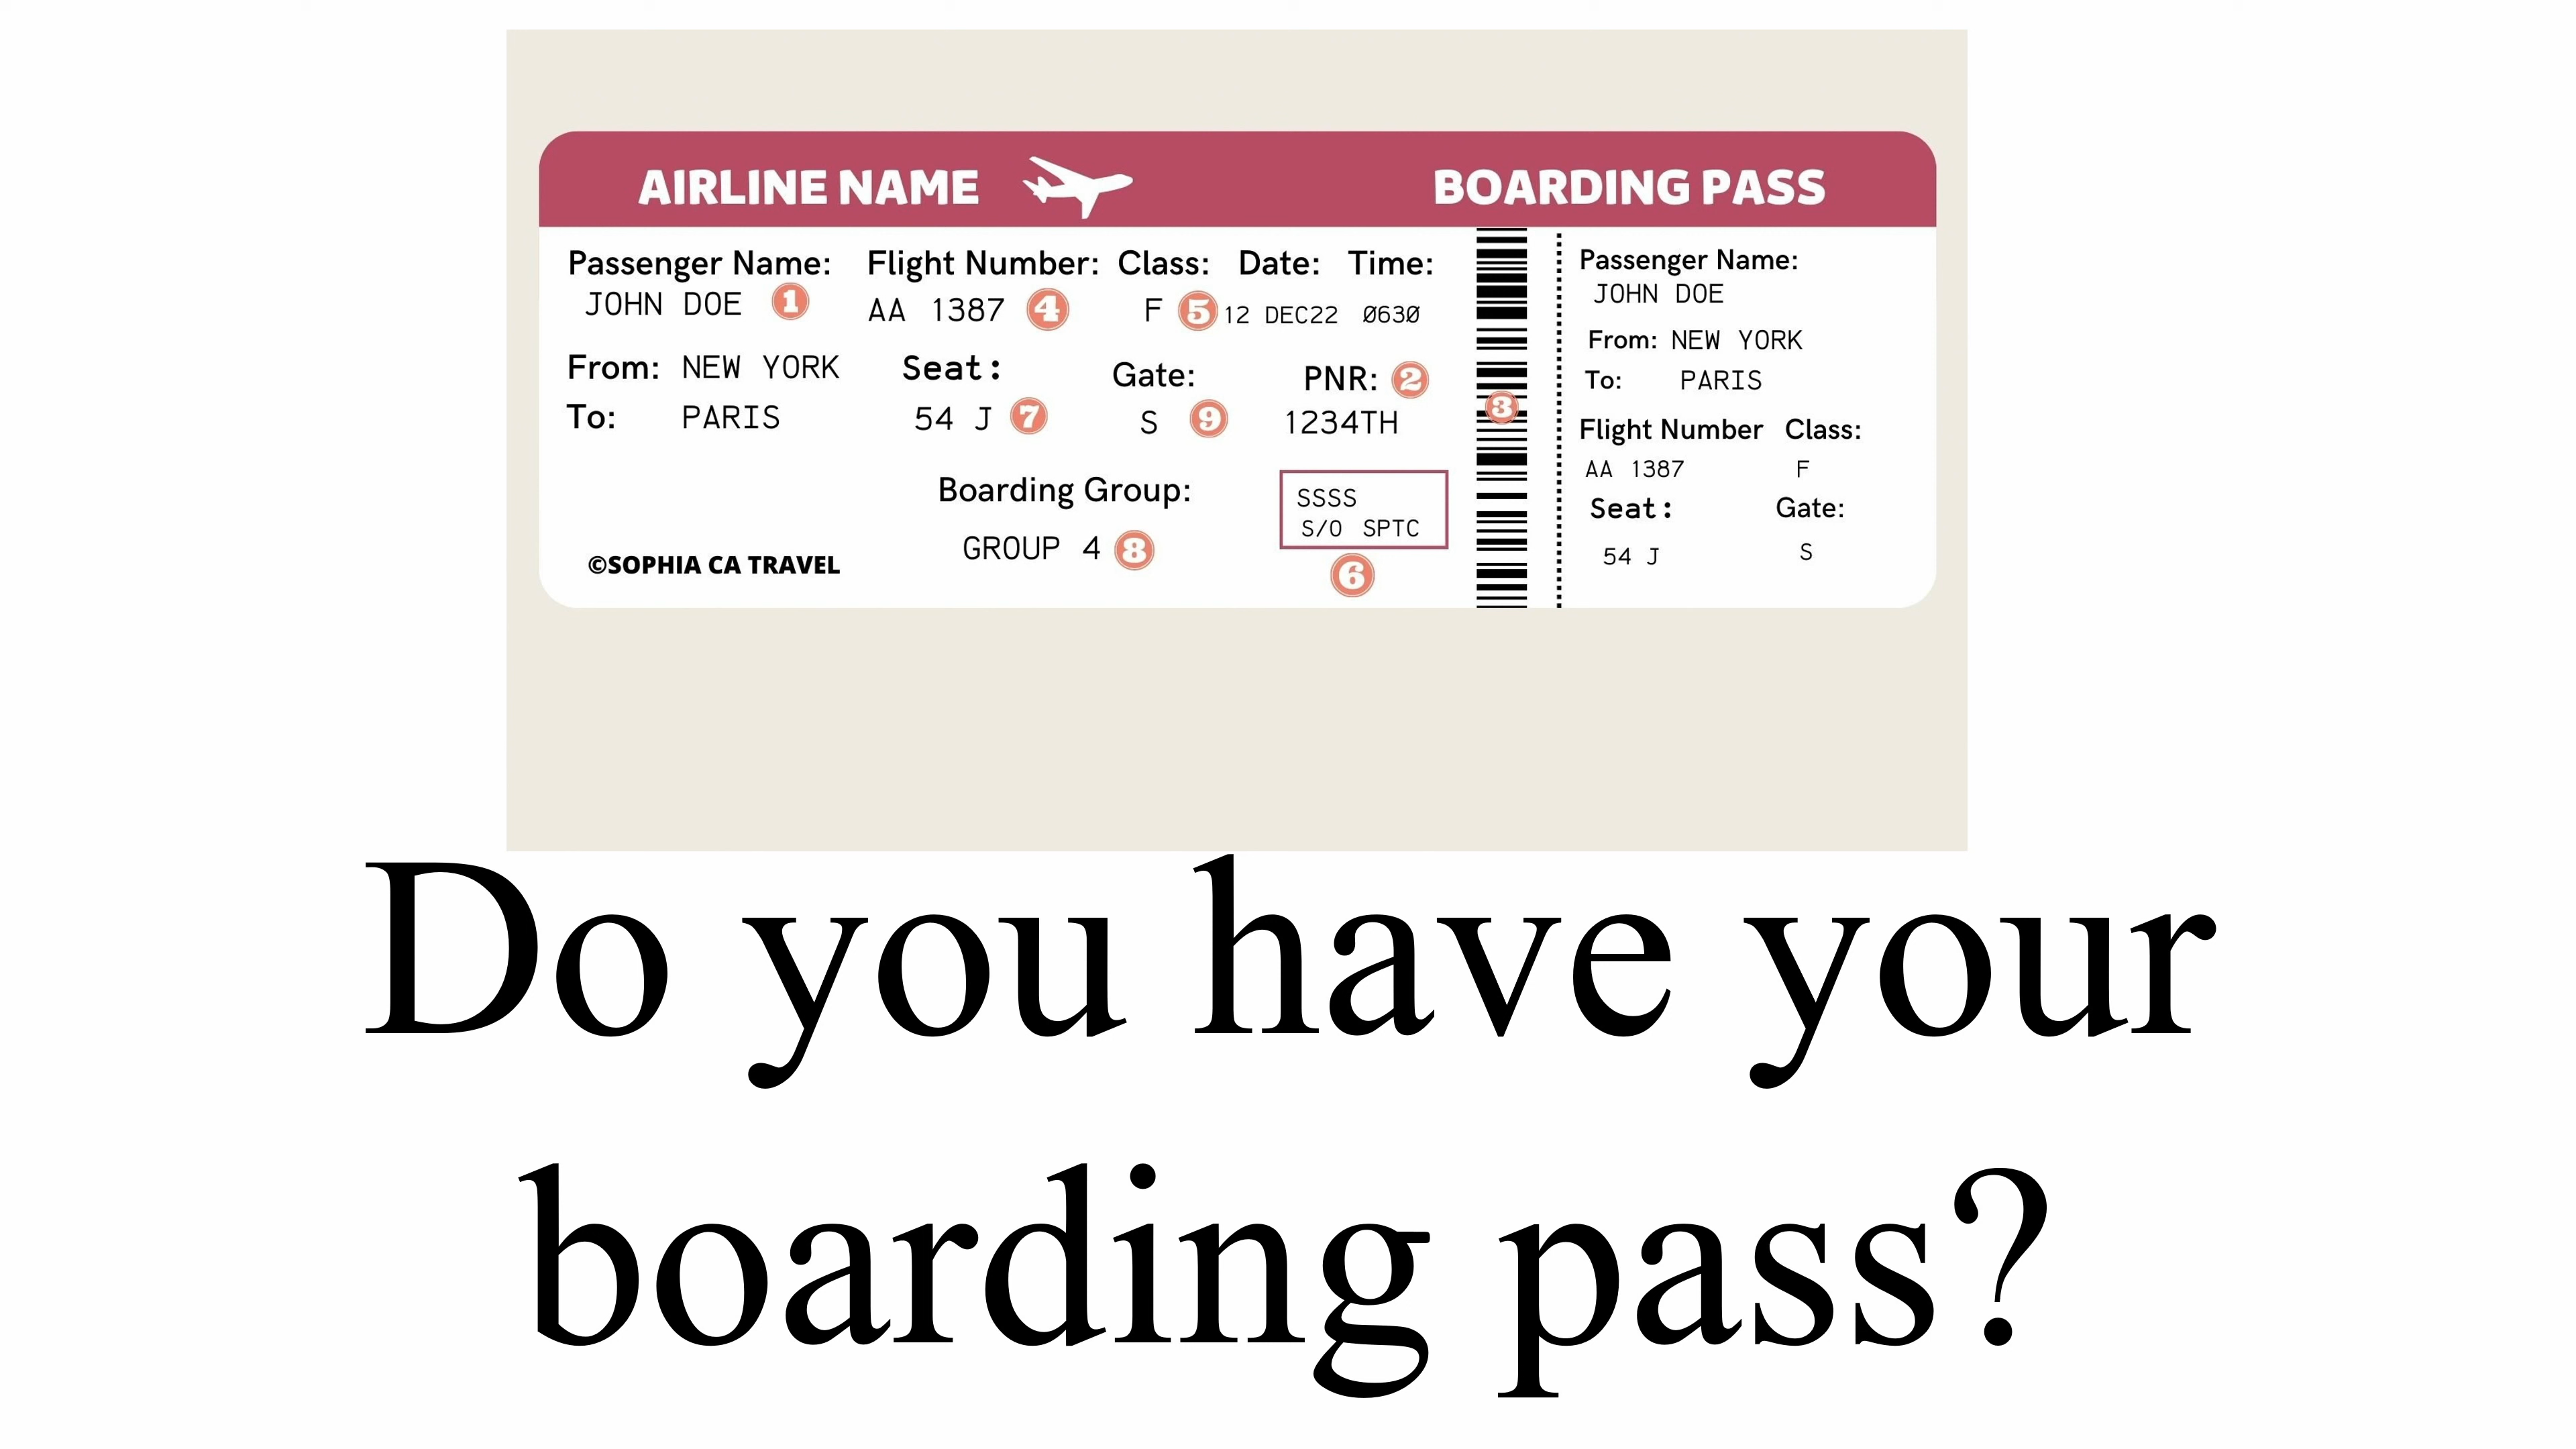 AIRLINE NAME BOARDING PASS
Passenger Name: Flight Number: Class: Date: Time:
JOHN DOE 1 AA 1387 4 F 5 12 DEC22 0630
From: NEW YORK Seat: Gate: PNR: 2
To: PARIS 54 J 7 S 9 1234TH
3
Boarding Group:
GROUP 4 8
SSSS
S/O SPTC
6
©SOPHIA CA TRAVEL
Passenger Name:
JOHN DOE
From: NEW YORK
To: PARIS
Flight Number Class:
AA 1387 F
Seat: Gate:
54 J S
Do you have your
boarding pass?